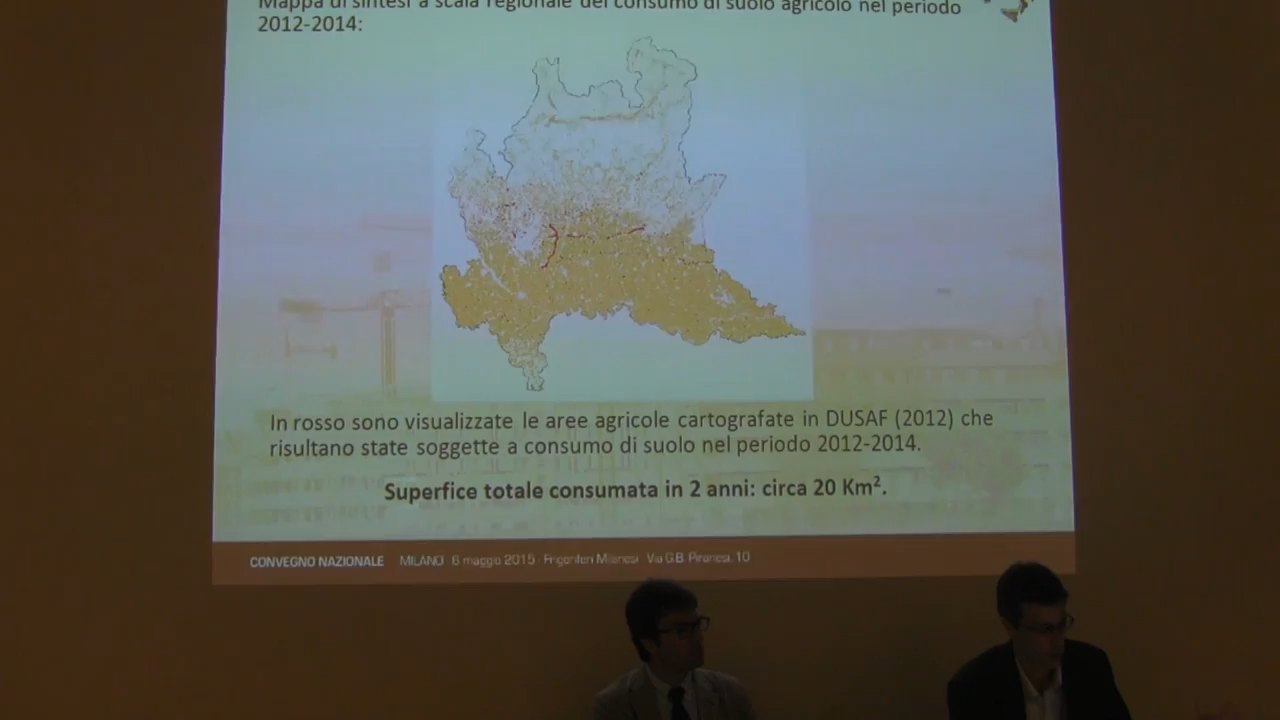 Mappa di sintesi a scala regionale del consumo di suolo agricolo nel periodo
2012-2014:
In rosso sono visualizzate le aree agricole cartografate in DUSAF (2012) che
risultano state soggette a consumo di suolo nel periodo 2012-2014.
Superfice totale consumata in 2 anni: circa 20 Km².
CONVEGNO NAZIONALE MILANO 6 maggio 2015 - Frigoriferi Milanesi Via G.B. Piranesi, 10